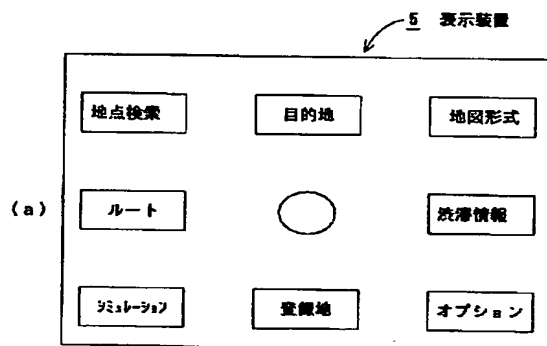 5 表示装置
地点検索 目的地 地図形式
(a) ルート 渋滞情報
シミュレーション 登録地 オプション